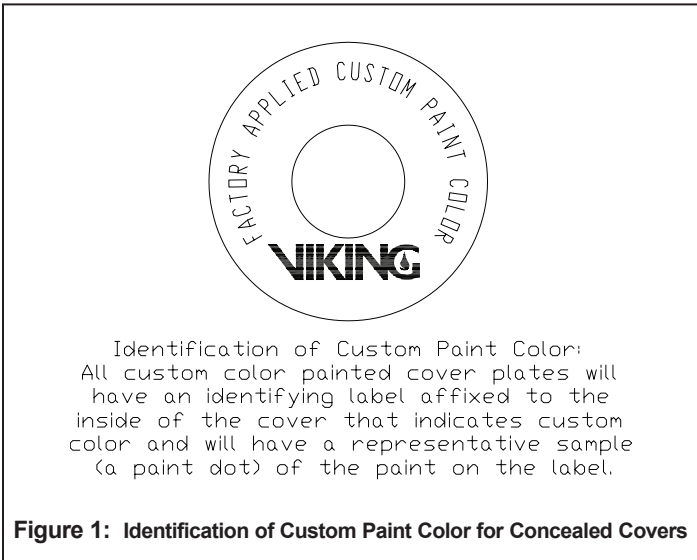 FACTORY APPLIED CUSTOM PAINT COLOR
VIKING
Identification of Custom Paint Color:
All custom color painted cover plates will
have an identifying label affixed to the
inside of the cover that indicates custom
color and will have a representative sample
(a paint dot) of the paint on the label.
Figure 1: Identification of Custom Paint Color for Concealed Covers